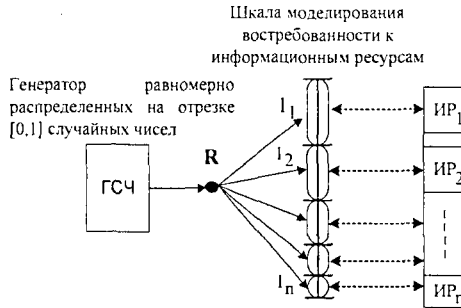 Шкала моделирования
востребованности к
информационным ресурсам
Генератор равномерно
распределенных на отрезке
[0,1] случайных чисел
ГСЧ
R
l1
l2
ln
ИР1
ИР2
ИРn